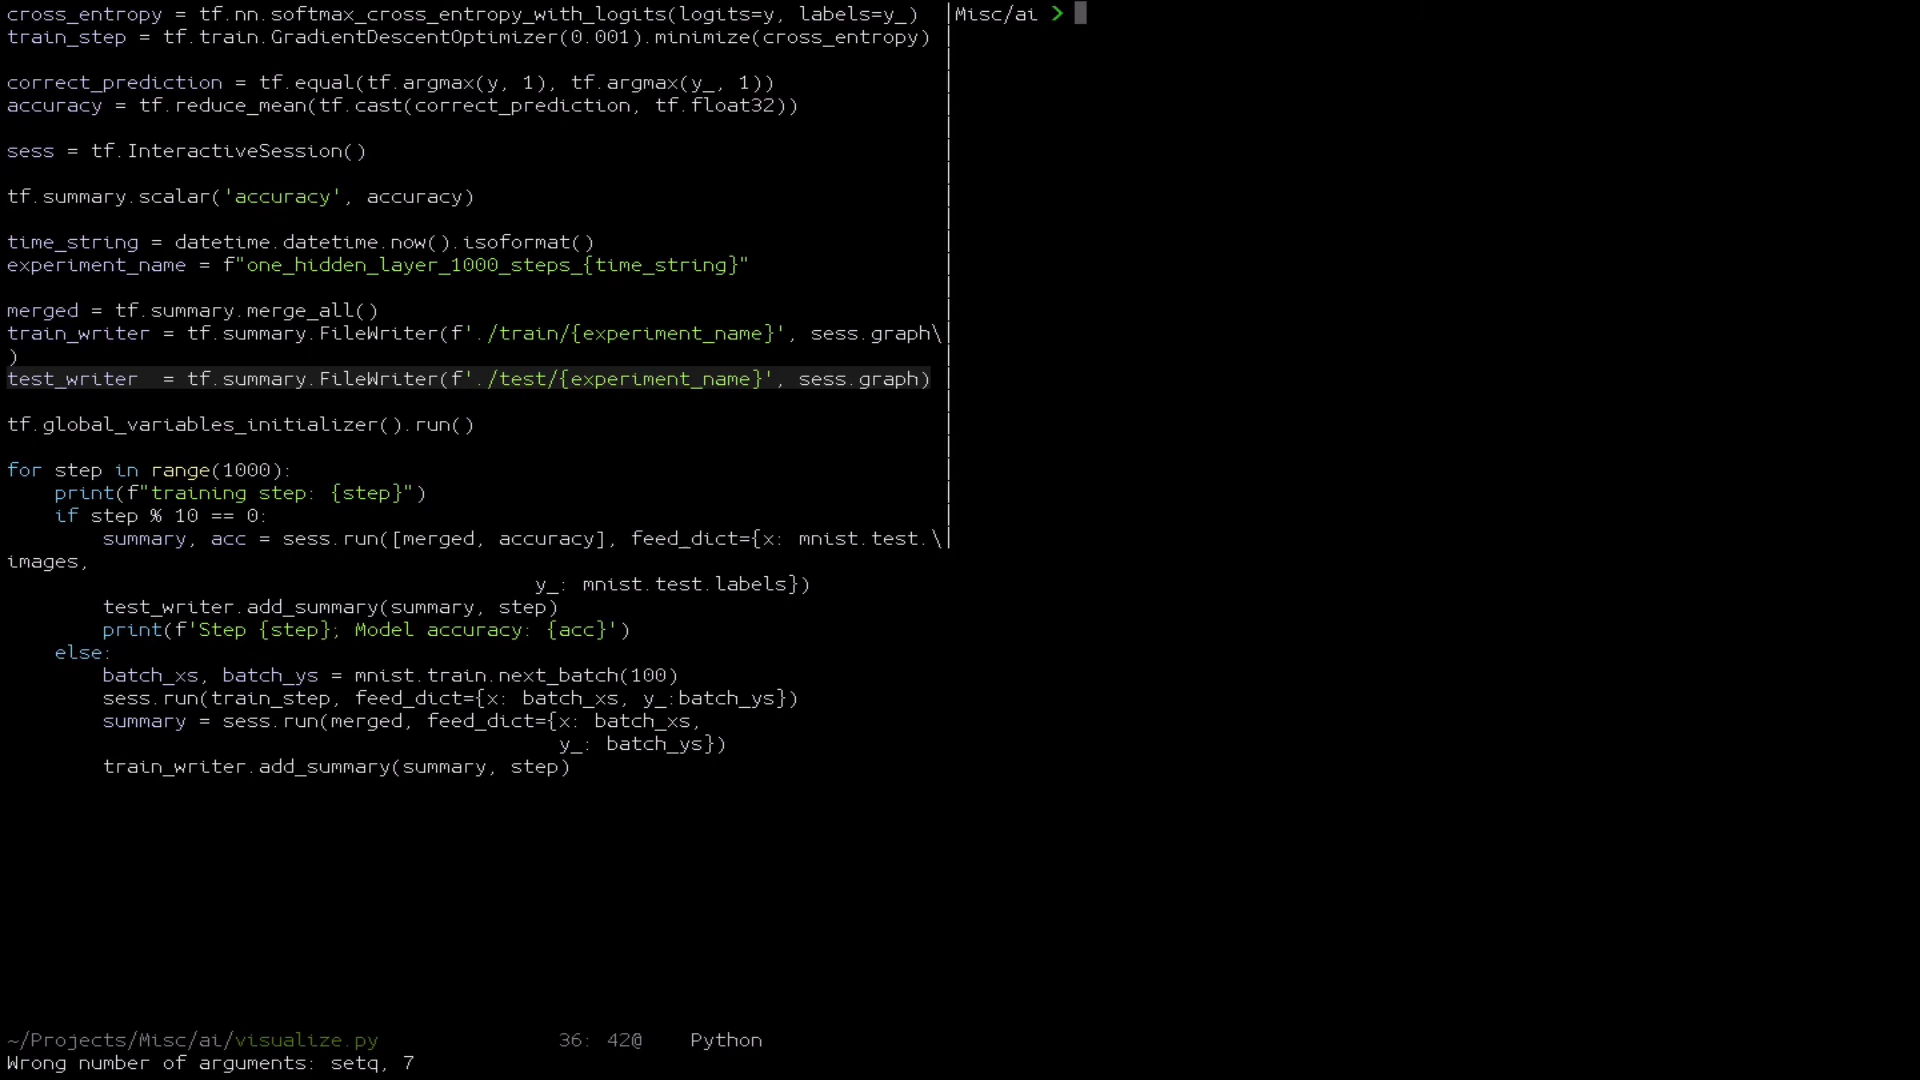 cross_entropy = tf.nn.softmax_cross_entropy_with_logits(logits=y, labels=y_)
train_step = tf.train.GradientDescentOptimizer(0.001).minimize(cross_entropy)
correct_prediction = tf.equal(tf.argmax(y, 1), tf.argmax(y_, 1))
accuracy = tf.reduce_mean(tf.cast(correct_prediction, tf.float32))
sess = tf.InteractiveSession()
tf.summary.scalar('accuracy', accuracy)
time_string = datetime.datetime.now().isoformat()
experiment_name = f"one_hidden_layer_1000_steps_{time_string}"
merged = tf.summary.merge_all()
train_writer = tf.summary.FileWriter(f'./train/{experiment_name}', sess.graph\
)
test_writer  = tf.summary.FileWriter(f'./test/{experiment_name}', sess.graph)
tf.global_variables_initializer().run()
for step in range(1000):
    print(f"training step: {step}")
    if step % 10 == 0:
        summary, acc = sess.run([merged, accuracy], feed_dict={x: mnist.test.\
images,
                                            y_: mnist.test.labels})
        test_writer.add_summary(summary, step)
        print(f'Step {step}; Model accuracy: {acc}')
    else:
        batch_xs, batch_ys = mnist.train.next_batch(100)
        sess.run(train_step, feed_dict={x: batch_xs, y_:batch_ys})
        summary = sess.run(merged, feed_dict={x: batch_xs,
                                              y_: batch_ys})
        train_writer.add_summary(summary, step)
~/Projects/Misc/ai/visualize.py               36: 42@    Python
Wrong number of arguments: setq, 7
Misc/ai >